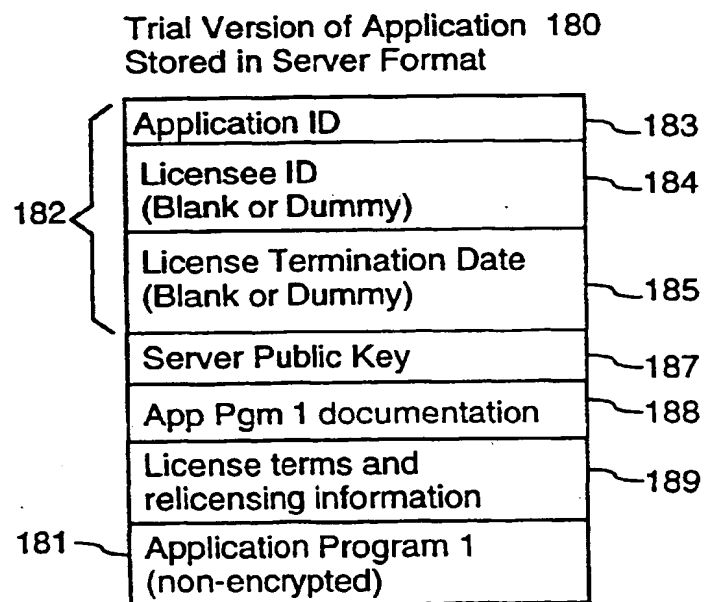 Trial Version of Application 180
Stored in Server Format
Application ID
183
Licensee ID
(Blank or Dummy)
184
182
License Termination Date
(Blank or Dummy)
185
Server Public Key
187
App Pgm 1 documentation
188
License terms and
relicensing information
189
181
Application Program 1
(non-encrypted)